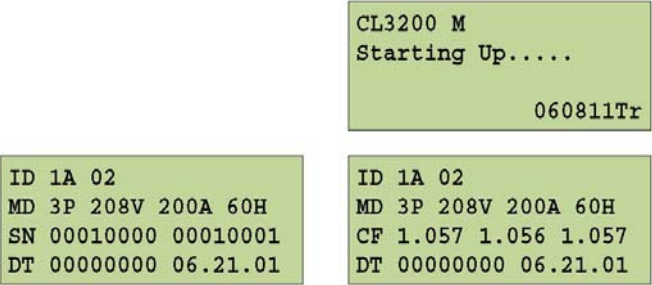 CL3200 M
Starting Up.....
060811Tr
ID 1A 02
MD 3P 208V 200A 60H
SN 00010000 00010001
DT 00000000 06.21.01
ID 1A 02
MD 3P 208V 200A 60H
CF 1.057 1.056 1.057
DT 00000000 06.21.01